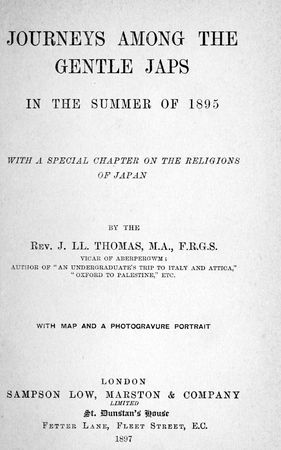 JOURNEYS AMONG THE
GENTLE JAPS
IN THE SUMMER OF 1895
WITH A SPECIAL CHAPTER ON THE RELIGIONS
OF JAPAN
BY THE
REV. J. LL. THOMAS, M.A., F.R.G.S.
VICAR OF ABERPERGWM;
AUTHOR OF "AN UNDERGRADUATE'S TRIP TO ITALY AND ATTICA,"
"OXFORD TO PALESTINE," ETC.
WITH MAP AND A PHOTOGRAVURE PORTRAIT
LONDON
SAMPSON LOW, MARSTON & COMPANY
LIMITED
St. Dunstan's House
FETTER LANE, FLEET STREET, E.C.
1897